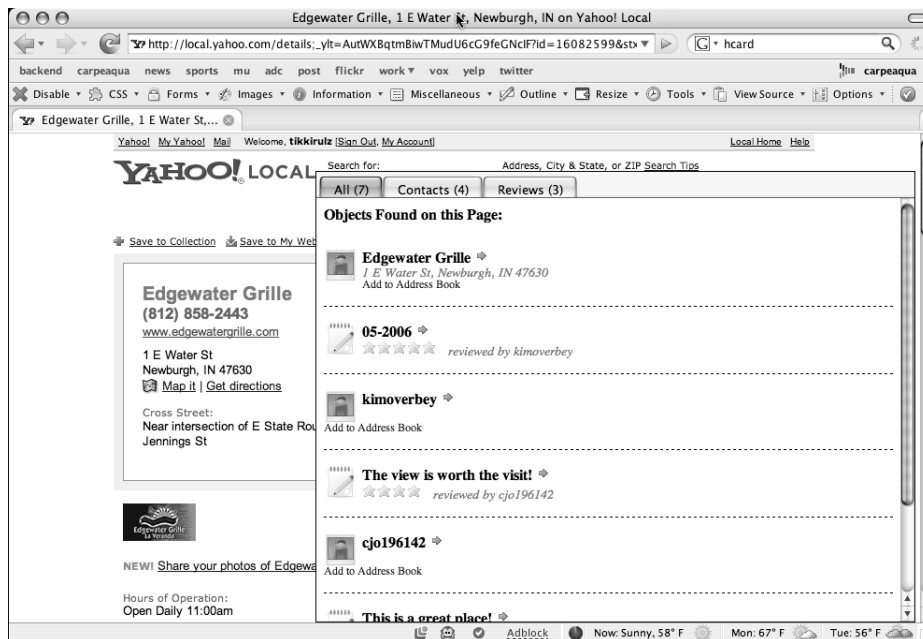 Edgewater Grille, 1 E Water St, Newburgh, IN on Yahoo! Local
http://local.yahoo.com/details;_ylt=AutWXBqtmBiwTMudU6cG9feGNcIF?id=16082599&stx
hcard
backend carpeaqua news sports mu adc post flickr work vox yelp twitter carpeaqua
Disable CSS Forms Images Information Miscellaneous Outline Resize Tools View Source Options
Edgewater Grille, 1 E Water St,...
Yahoo! My Yahoo! Mail Welcome, tikkirulz [Sign Out, My Account] Local Home Help
YAHOO! LOCAL
Search for: Address, City & State, or ZIP Search Tips
All (7) Contacts (4) Reviews (3)
Objects Found on this Page:
Save to Collection Save to My Web
Edgewater Grille
(812) 858-2443
www.edgewatergrille.com
1 E Water St
Newburgh, IN 47630
Map it | Get directions
Cross Street:
Near intersection of E State Rou
Jennings St
Edgewater Grille
La Veranda
NEW! Share your photos of Edgewa
Hours of Operation:
Open Daily 11:00am
Edgewater Grille
1 E Water St, Newburgh, IN 47630
Add to Address Book
05-2006
reviewed by kimoverbey
kimoverbey
Add to Address Book
The view is worth the visit!
reviewed by cjo196142
cjo196142
Add to Address Book
This is a great place!
Adblock Now: Sunny, 58° F Mon: 67° F Tue: 56° F